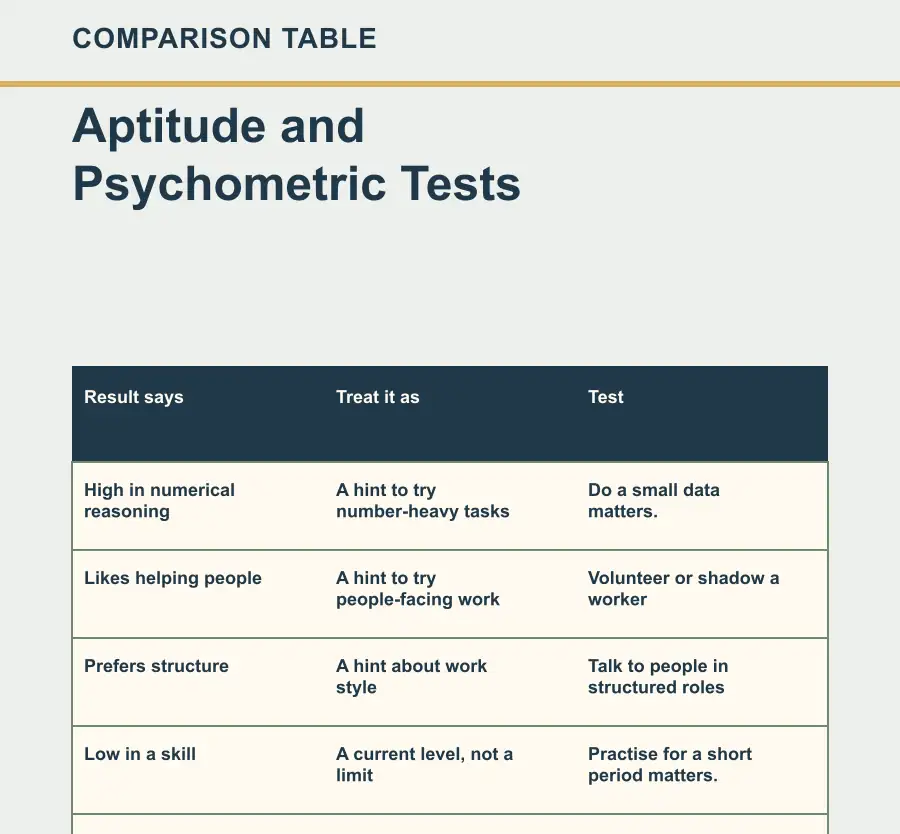 COMPARISON TABLE
Aptitude and
Psychometric Tests
Result says
Treat it as
Test
High in numerical
reasoning
A hint to try
number-heavy tasks
Do a small data
matters.
Likes helping people
A hint to try
people-facing work
Volunteer or shadow a
worker
Prefers structure
A hint about work
style
Talk to people in
structured roles
Low in a skill
A current level, not a
limit
Practise for a short
period matters.